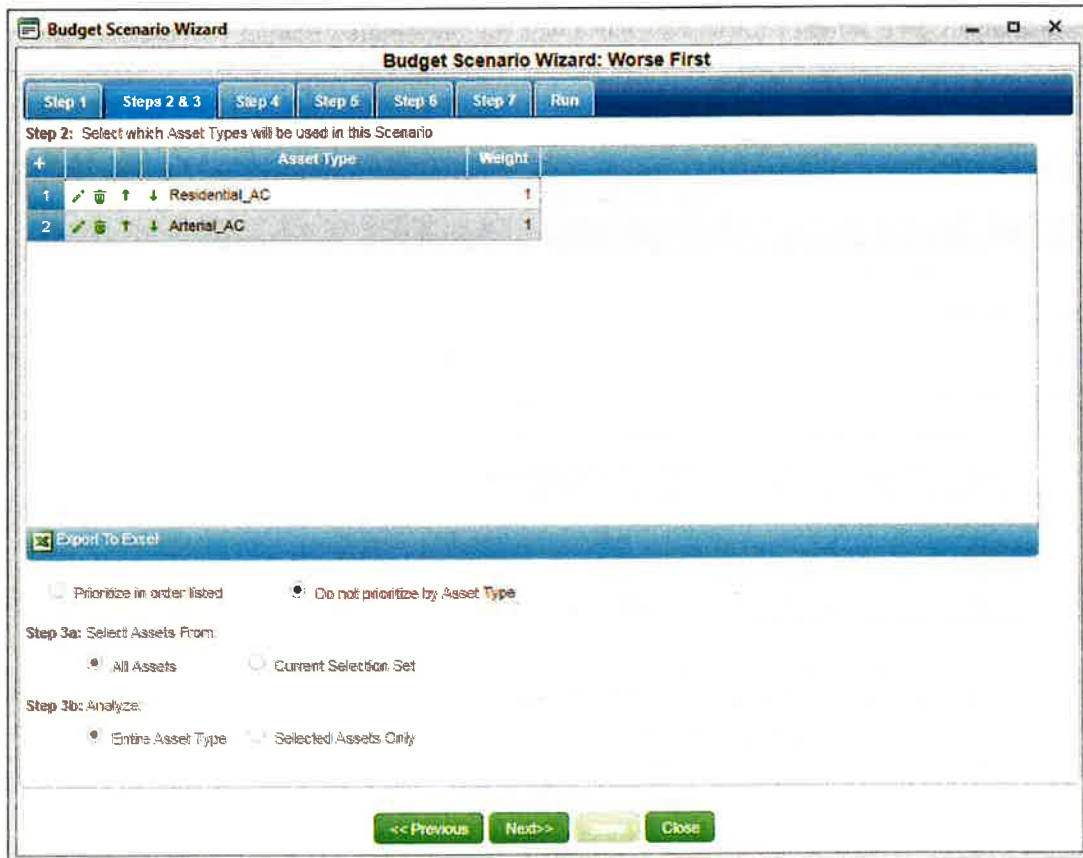 Budget Scenario Wizard
Budget Scenario Wizard: Worse First
Step 1 Steps 2 & 3 Step 4 Step 5 Step 6 Step 7 Run
Step 2: Select which Asset Types will be used in this Scenario
+ Asset Type Weight
1 Residential_AC 1
2 Arterial_AC 1
Export To Excel
Prioritize in order listed Do not prioritize by Asset Type
Step 3a: Select Assets From:
All Assets Current Selection Set
Step 3b: Analyze:
Entire Asset Type Selected Assets Only
<< Previous Next>> Close